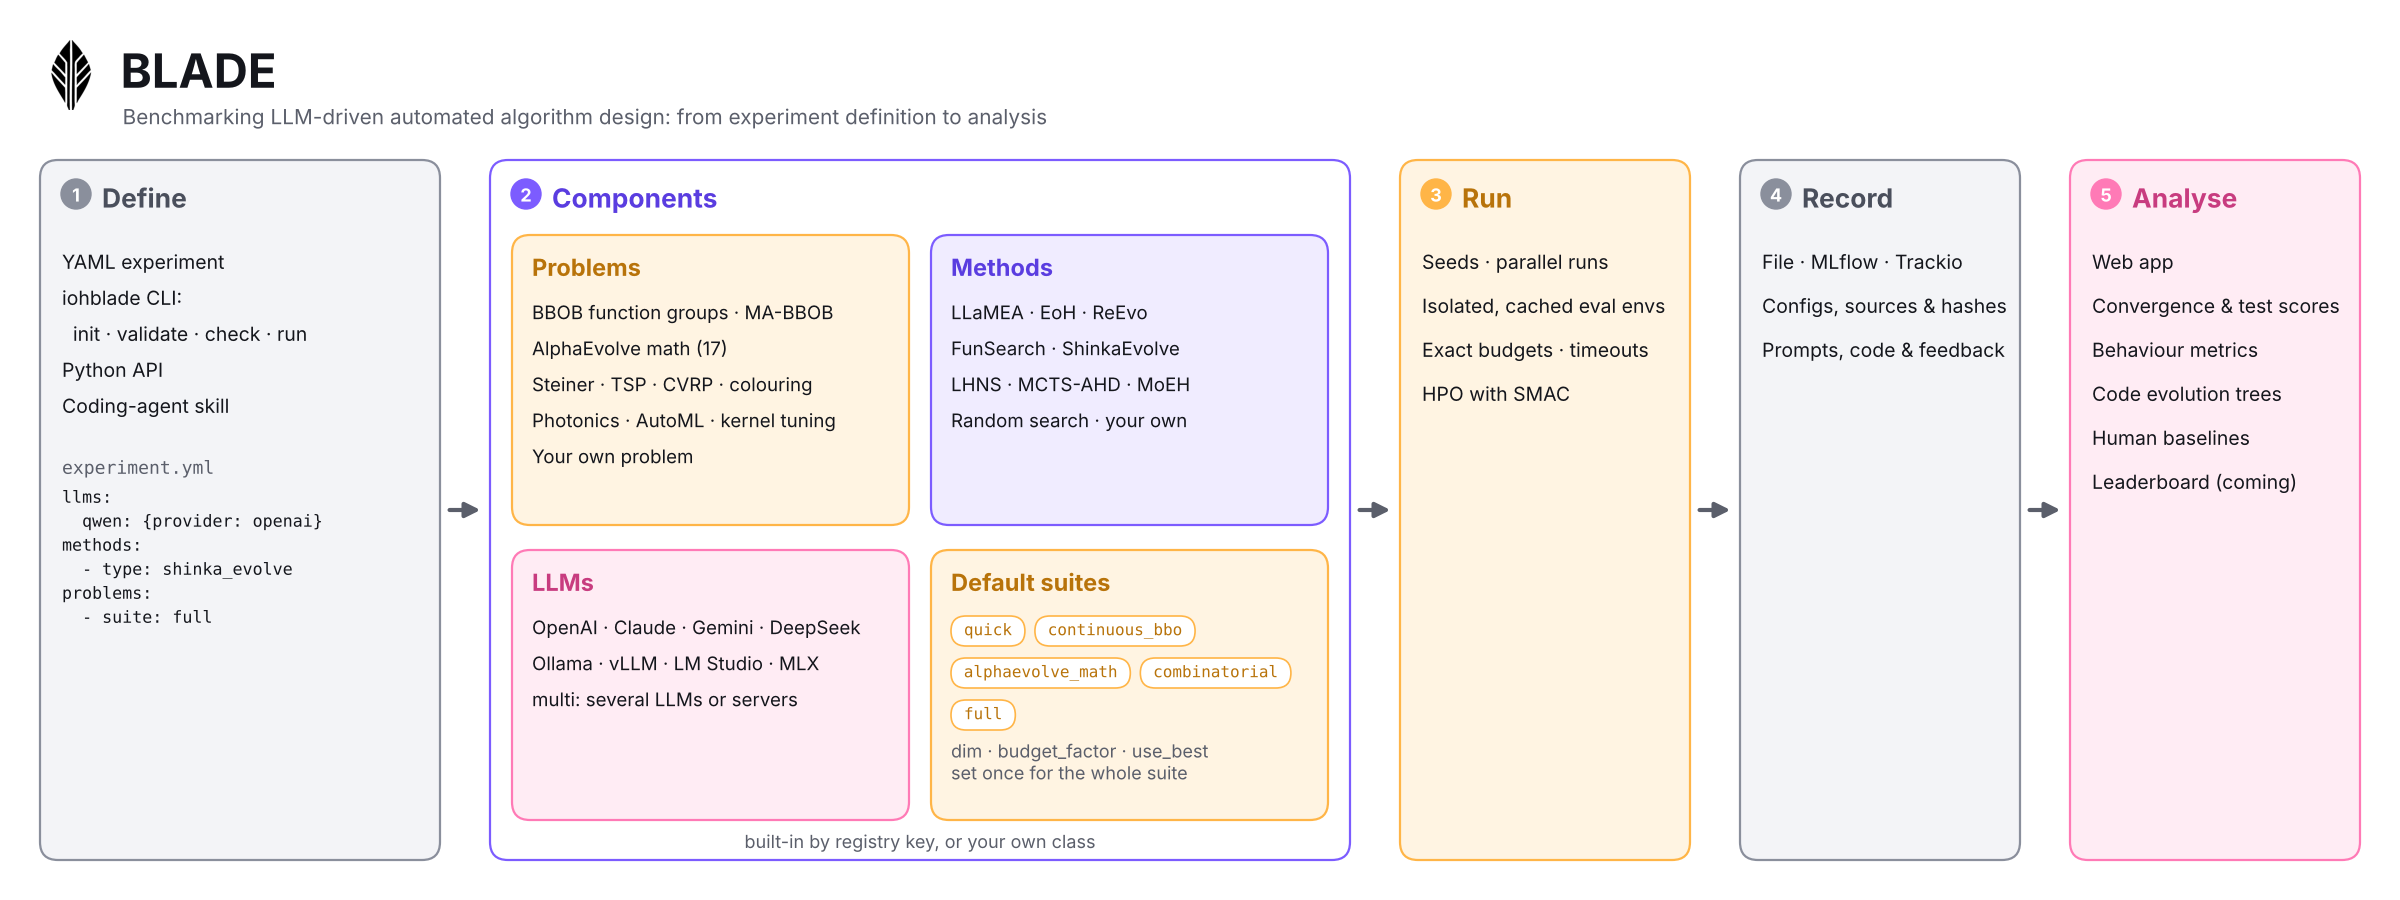 BLADE
Benchmarking LLM-driven automated algorithm design: from experiment definition to analysis
1 Define
YAML experiment
iohblade CLI:
init · validate · check · run
Python API
Coding-agent skill
experiment.yml
llms:
  qwen: {provider: openai}
methods:
  - type: shinka_evolve
problems:
  - suite: full
2 Components
Problems
BBOB function groups · MA-BBOB
AlphaEvolve math (17)
Steiner · TSP · CVRP · colouring
Photonics · AutoML · kernel tuning
Your own problem
Methods
LLaMEA · EoH · ReEvo
FunSearch · ShinkaEvolve
LHNS · MCTS-AHD · MoEH
Random search · your own
LLMs
OpenAI · Claude · Gemini · DeepSeek
Ollama · vLLM · LM Studio · MLX
multi: several LLMs or servers
Default suites
quick continuous_bbo
alphaevolve_math combinatorial
full
dim · budget_factor · use_best
set once for the whole suite
built-in by registry key, or your own class
3 Run
Seeds · parallel runs
Isolated, cached eval envs
Exact budgets · timeouts
HPO with SMAC
4 Record
File · MLflow · Trackio
Configs, sources & hashes
Prompts, code & feedback
5 Analyse
Web app
Convergence & test scores
Behaviour metrics
Code evolution trees
Human baselines
Leaderboard (coming)